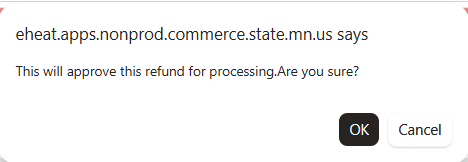 eheat.apps.nonprod.commerce.state.mn.us says
This will approve this refund for processing.Are you sure?
OK
Cancel